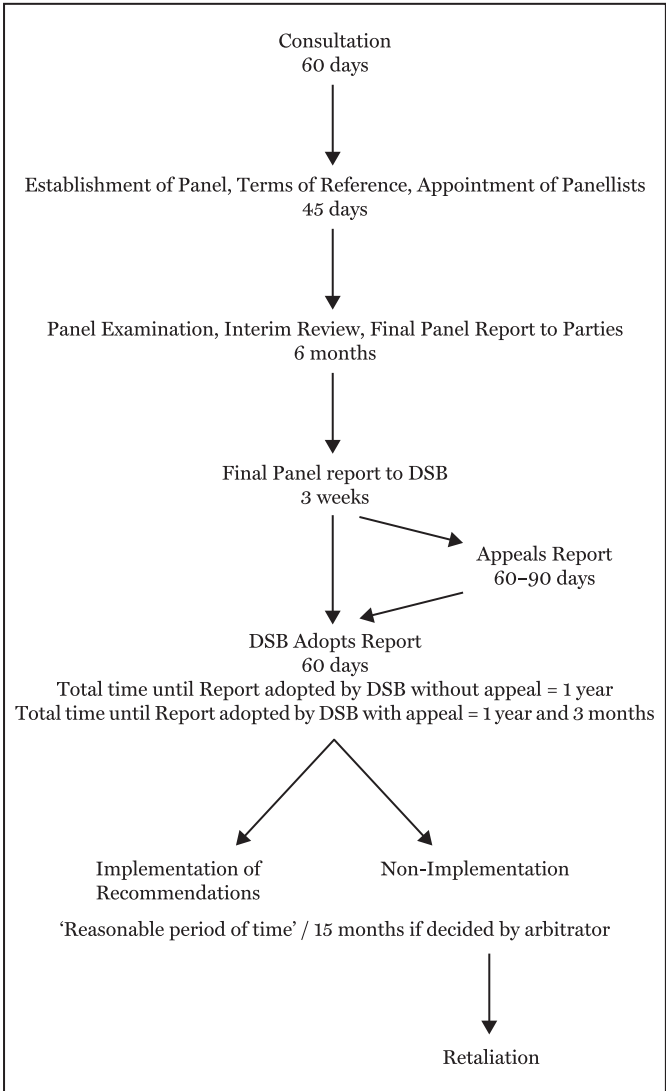 Consultation
60 days
Establishment of Panel, Terms of Reference, Appointment of Panellists
45 days
Panel Examination, Interim Review, Final Panel Report to Parties
6 months
Final Panel report to DSB
3 weeks
Appeals Report
60–90 days
DSB Adopts Report
60 days
Total time until Report adopted by DSB without appeal = 1 year
Total time until Report adopted by DSB with appeal = 1 year and 3 months
Implementation of
Recommendations
Non-Implementation
‘Reasonable period of time’ / 15 months if decided by arbitrator
Retaliation